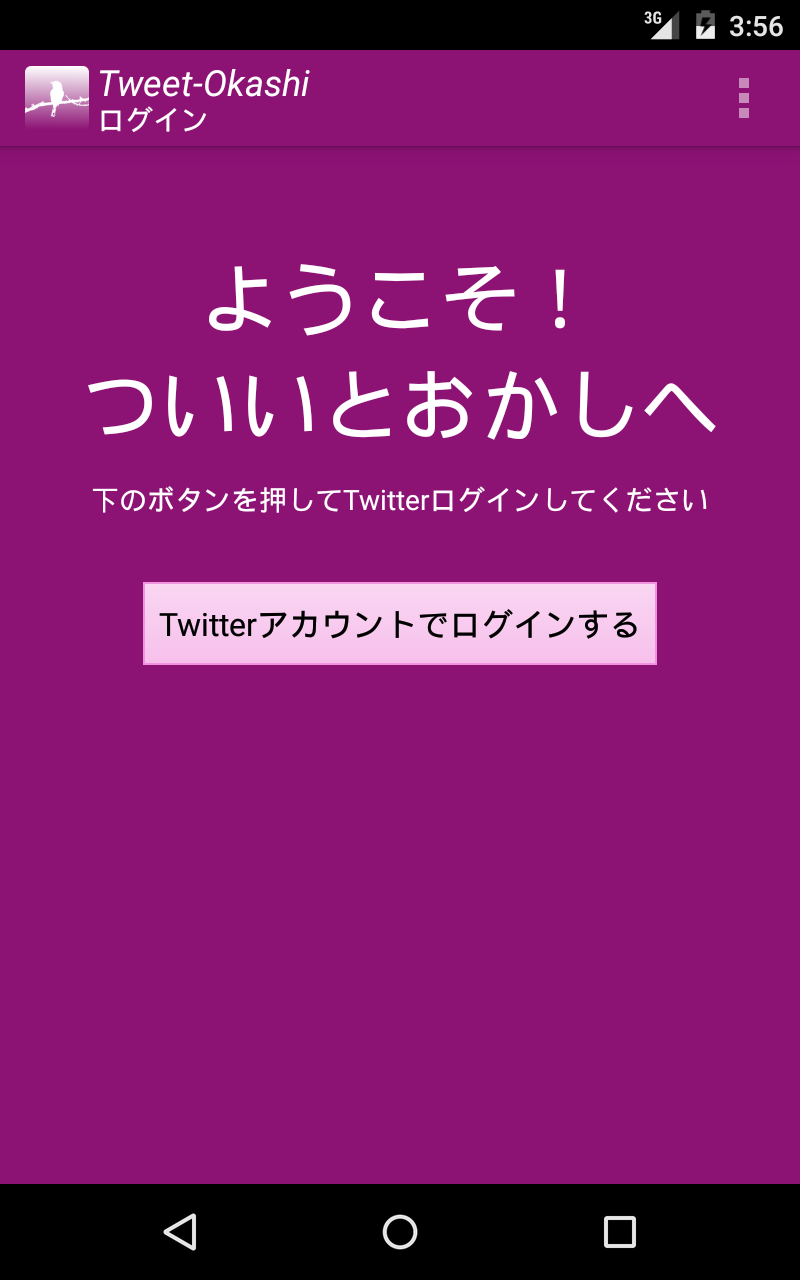 3G
3:56
Tweet-Okashi
ログイン
ようこそ！
ついいとおかしへ
下のボタンを押してTwitterログインしてください
Twitterアカウントでログインする